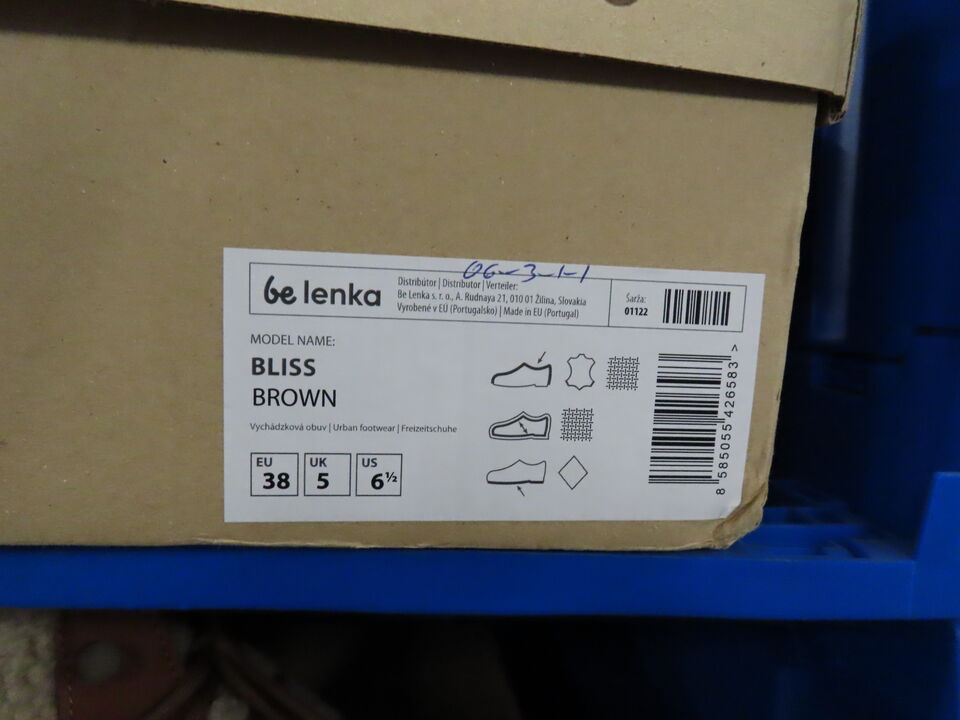 06-3-1-1
be lenka
Distribútor | Distributor | Verteiler:
Be Lenka s. r. o., A. Rudnaya 21, 010 01 Žilina, Slovakia
Vyrobené v EÚ (Portugalsko) | Made in EU (Portugal)
Šarža:
01122
MODEL NAME:
BLISS
BROWN
Vychádzková obuv | Urban footwear | Freizeitschuhe
EU
38
UK
5
US
6½
8 585055 426583 >